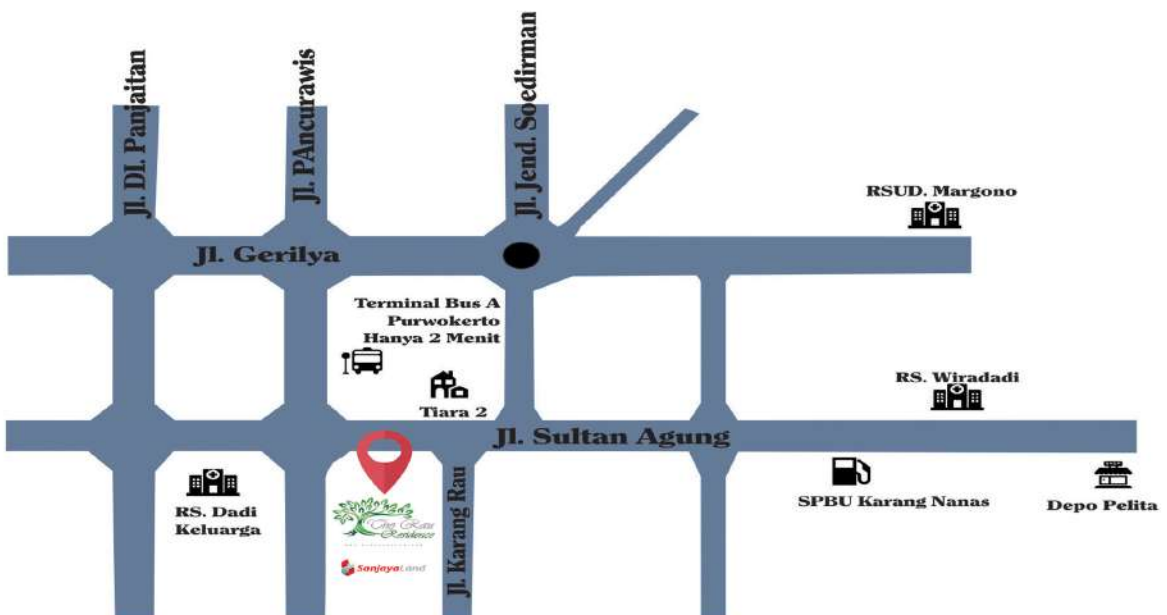 Jl. DI. Panjaitan
Jl. PAncurawis
Jl. Jend. Soedirman
RSUD. Margono
Jl. Gerilya
Terminal Bus A
Purwokerto
Hanya 2 Menit
RS. Wiradadi
Tiara 2
Jl. Sultan Agung
RS. Dadi
Keluarga
Jl. Karang Rau
SPBU Karang Nanas
Depo Pelita
Residence
SanjayaLand